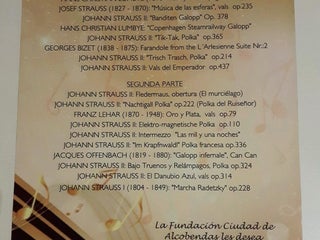 JOSEF STRAUSS (1827 - 1870): "Música de las esferas", vals op.235
JOHANN STRAUSS II: "Banditen Galopp" Op. 378
HANS CHRISTIAN LUMBYE: "Copenhagen Steamrailway Galopp"
JOHANN STRAUSS II: "Tik-Tak, Polka" op.365
GEORGES BIZET (1838 - 1875): Farandole from the L'Arlesienne Suite Nr.:2
JOHANN STRAUSS II: "Trisch Trasch, Polka" op.214
JOHANN STRAUSS II: Vals del Emperador op.437
SEGUNDA PARTE
JOHANN STRAUSS II: Fledermaus, obertura (El murciélago)
JOHANN STRAUSS II: "Nachtigall Polka" op.222 (Polka del Ruiseñor)
FRANZ LEHAR (1870 - 1948): Oro y Plata, vals op.79
JOHANN STRAUSS II: El lago de los enamorados op.110
JOHANN STRAUSS II: Intermezzo "Las mil y una noches"
JOHANN STRAUSS II: "Im Krapfnwaldl" Polka francesa op.336
JACQUES OFFENBACH (1819 - 1880): "Galopp infernale", Can Can
JOHANN STRAUSS II: Bajo Truenos y Relámpagos, Polka op.324
JOHANN STRAUSS II: El Danubio Azul, vals op.314
JOHANN STRAUSS I (1804 - 1849): "Marcha Radetzky" op.228
La Fundación Ciudad de
Alcobendas les desea